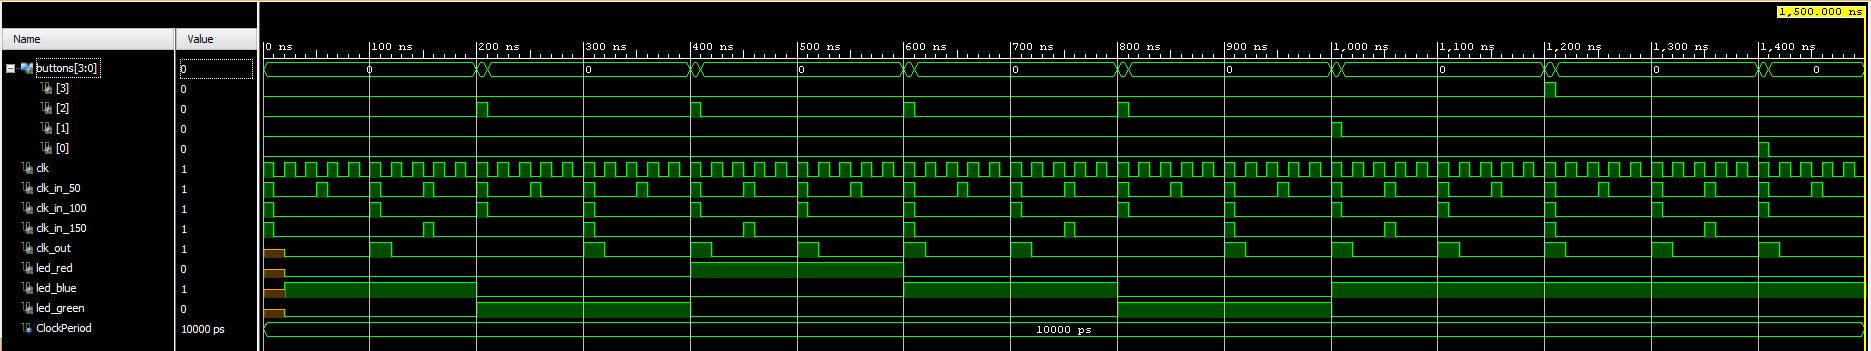 1,500.000 ns
Name Value
0 ns 100 ns 200 ns 300 ns 400 ns 500 ns 600 ns 700 ns 800 ns 900 ns 1,000 ns 1,100 ns 1,200 ns 1,300 ns 1,400 ns
buttons[3:0] 0 0 0 0 0 0 0 0 0
[3] 0
[2] 0
[1] 0
[0] 0
clk 1
clk_in_50 1
clk_in_100 1
clk_in_150 1
clk_out 1
led_red 0
led_blue 1
led_green 0
ClockPeriod 10000 ps 10000 ps